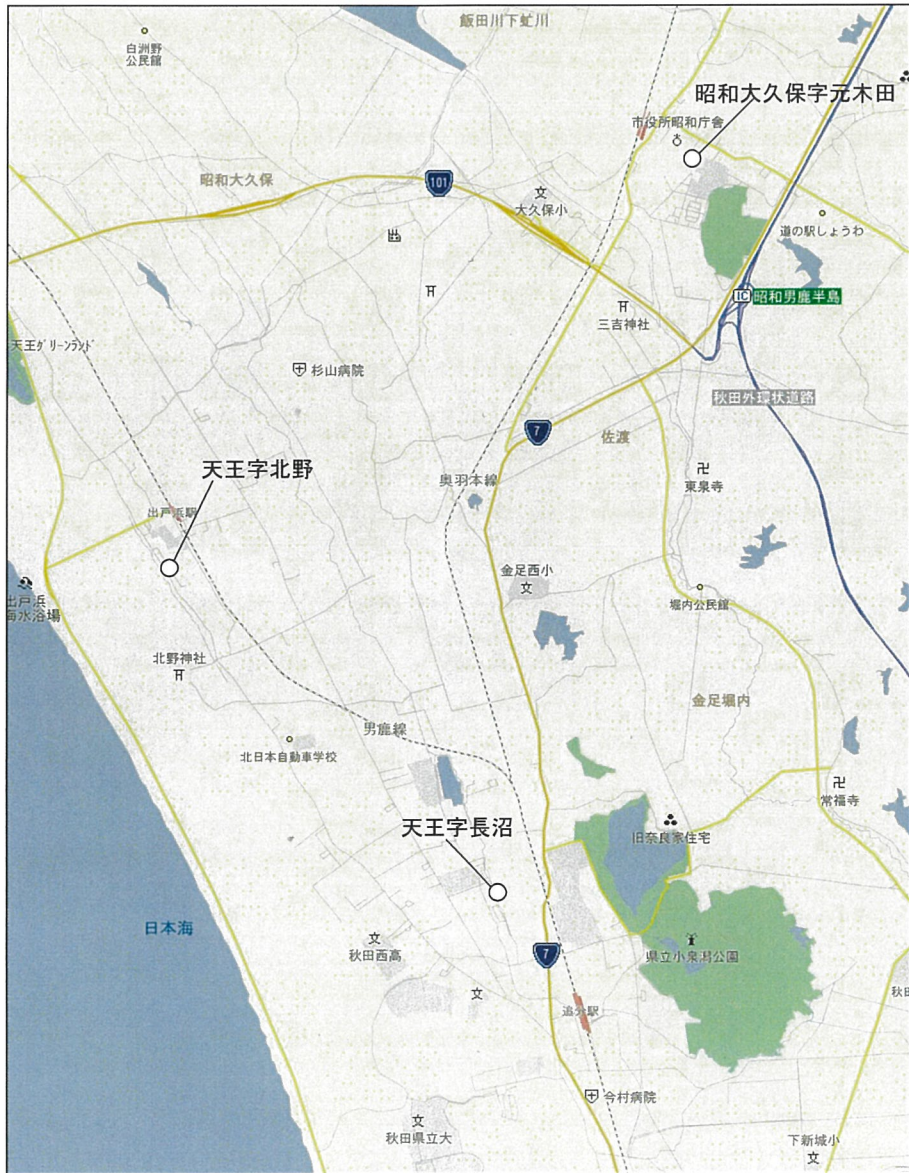 飯田川下虻川
白洲野
公民館
昭和大久保字元木田
市役所昭和庁舎
昭和大久保
101
大久保小
道の駅しょうわ
IC
昭和男鹿半島
三吉神社
天王グリーンランド
杉山病院
秋田外環状道路
7
佐渡
天王字北野
奥羽本線
東泉寺
出戸浜駅
金足西小
出戸浜
海水浴場
堀内公民館
北野神社
金足堀内
男鹿線
北日本自動車学校
常福寺
天王字長沼
旧奈良家住宅
日本海
秋田西高
7
県立小泉潟公園
秋田
追分駅
今村病院
秋田県立大
下新城小